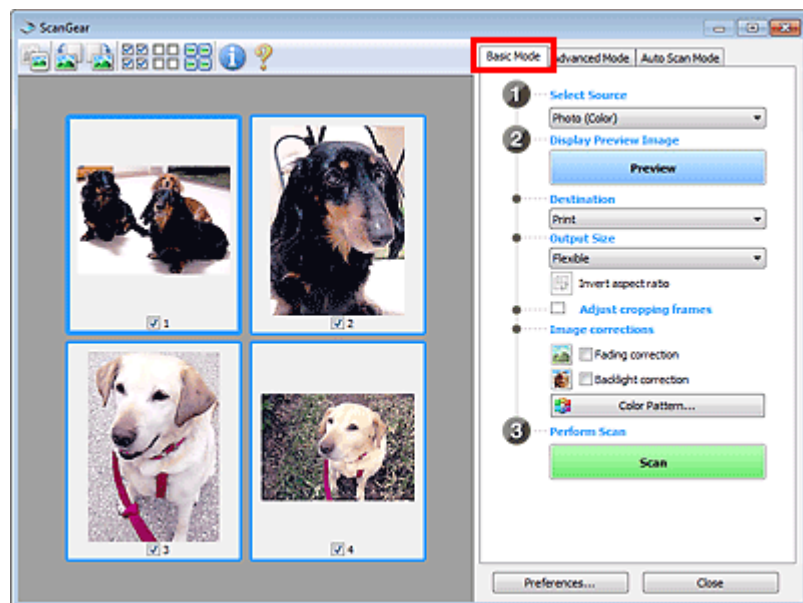 ScanGear
Basic Mode Advanced Mode Auto Scan Mode
1 Select Source
Photo (Color)
2 Display Preview Image
Preview
Destination
Print
Output Size
Flexible
Invert aspect ratio
Adjust cropping frames
Image corrections
Fading correction
Backlight correction
Color Pattern...
3 Perform Scan
Scan
1
2
3
4
Preferences... Close